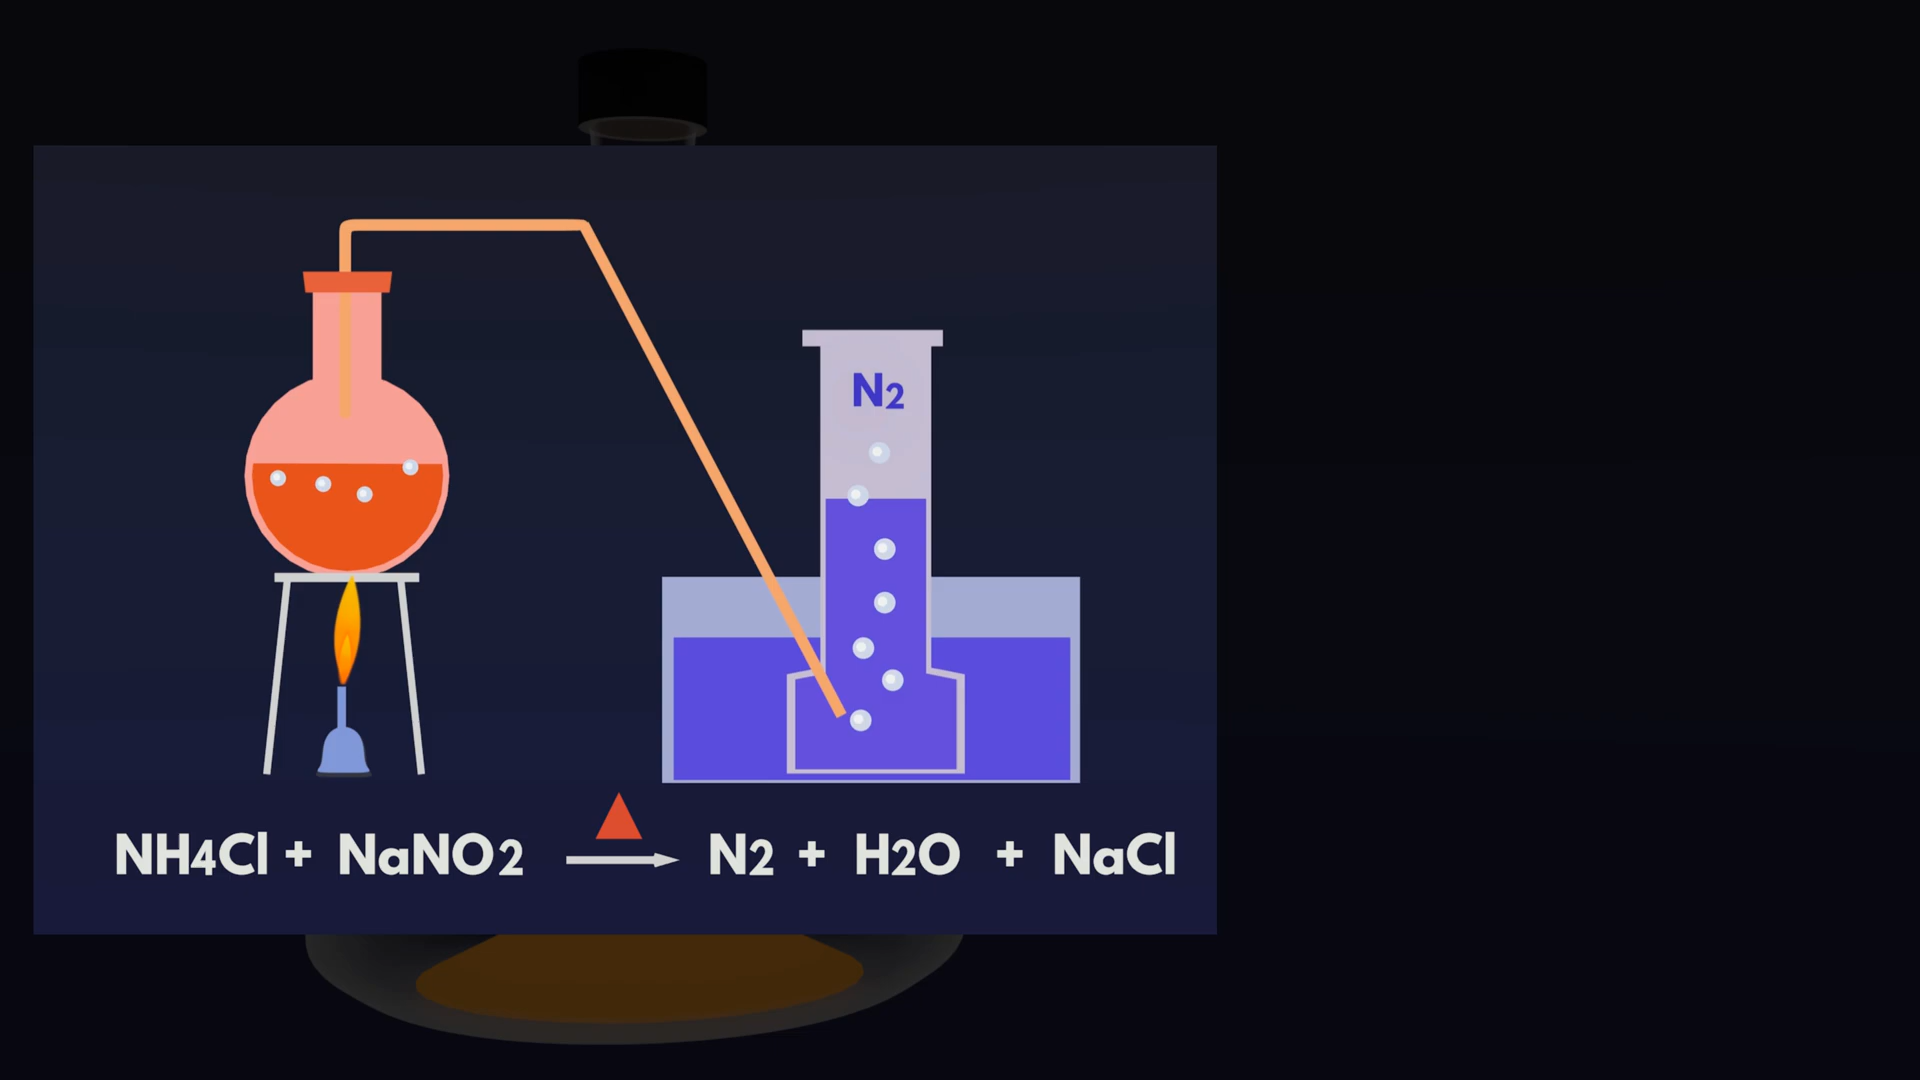 N2
NH4Cl + NaNO2 → N2 + H2O + NaCl